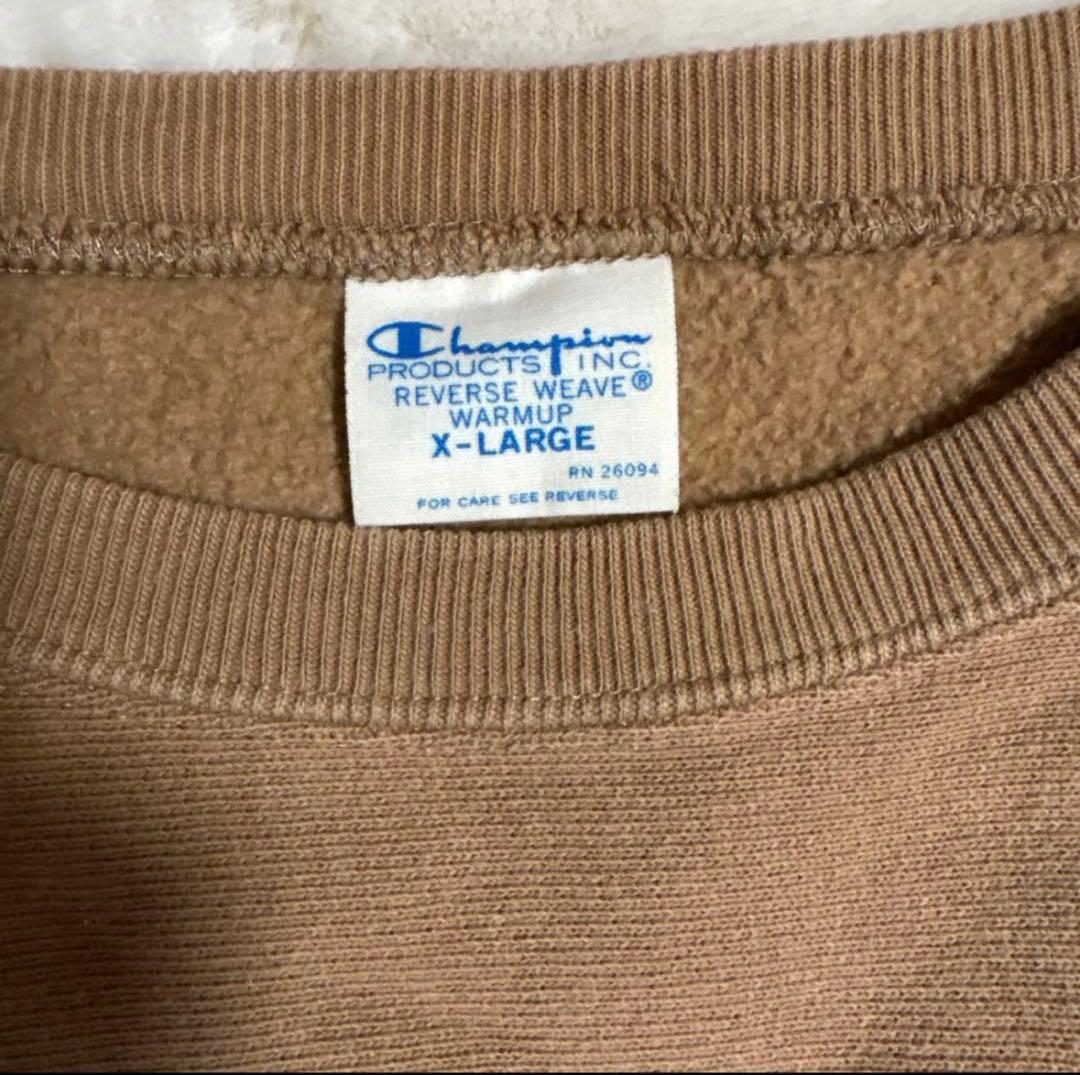 Champion
PRODUCTS INC.
REVERSE WEAVE®
WARMUP
X-LARGE
RN 26094
FOR CARE SEE REVERSE